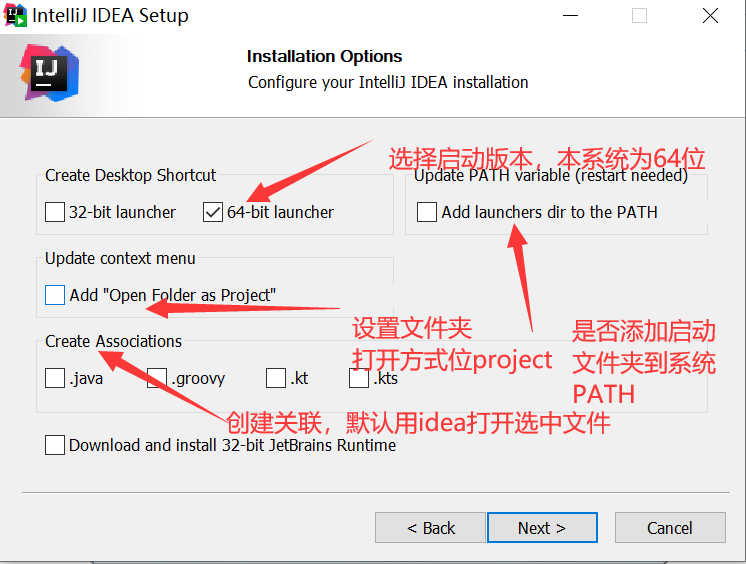 IntelliJ IDEA Setup
IJ
Installation Options
Configure your IntelliJ IDEA installation
选择启动版本，本系统为64位
Create Desktop Shortcut
Update PATH variable (restart needed)
32-bit launcher
64-bit launcher
Add launchers dir to the PATH
Update context menu
Add "Open Folder as Project"
设置文件夹
打开方式位project
是否添加启动
文件夹到系统
PATH
Create Associations
.java
.groovy
.kt
.kts
创建关联，默认用idea打开选中文件
Download and install 32-bit JetBrains Runtime
< Back
Next >
Cancel